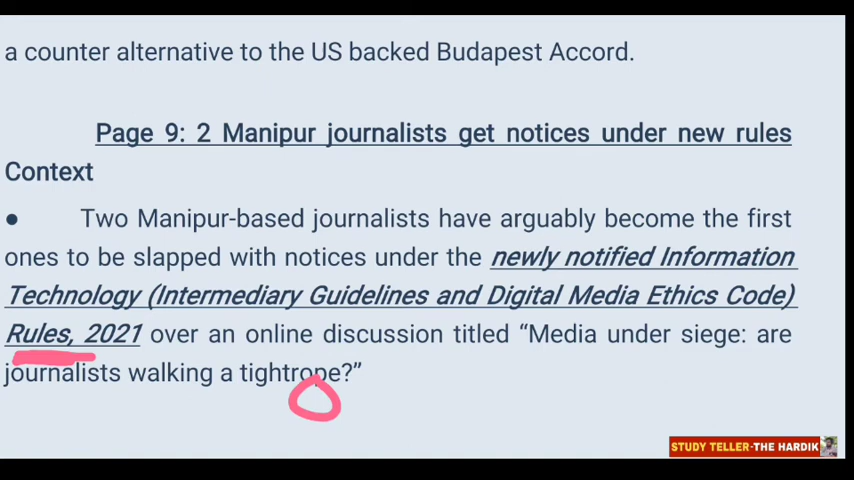 a counter alternative to the US backed Budapest Accord.
Page 9: 2 Manipur journalists get notices under new rules
Context
● Two Manipur-based journalists have arguably become the first
ones to be slapped with notices under the newly notified Information
Technology (Intermediary Guidelines and Digital Media Ethics Code)
Rules, 2021 over an online discussion titled “Media under siege: are
journalists walking a tightrope?”
STUDY TELLER-THE HARDIK